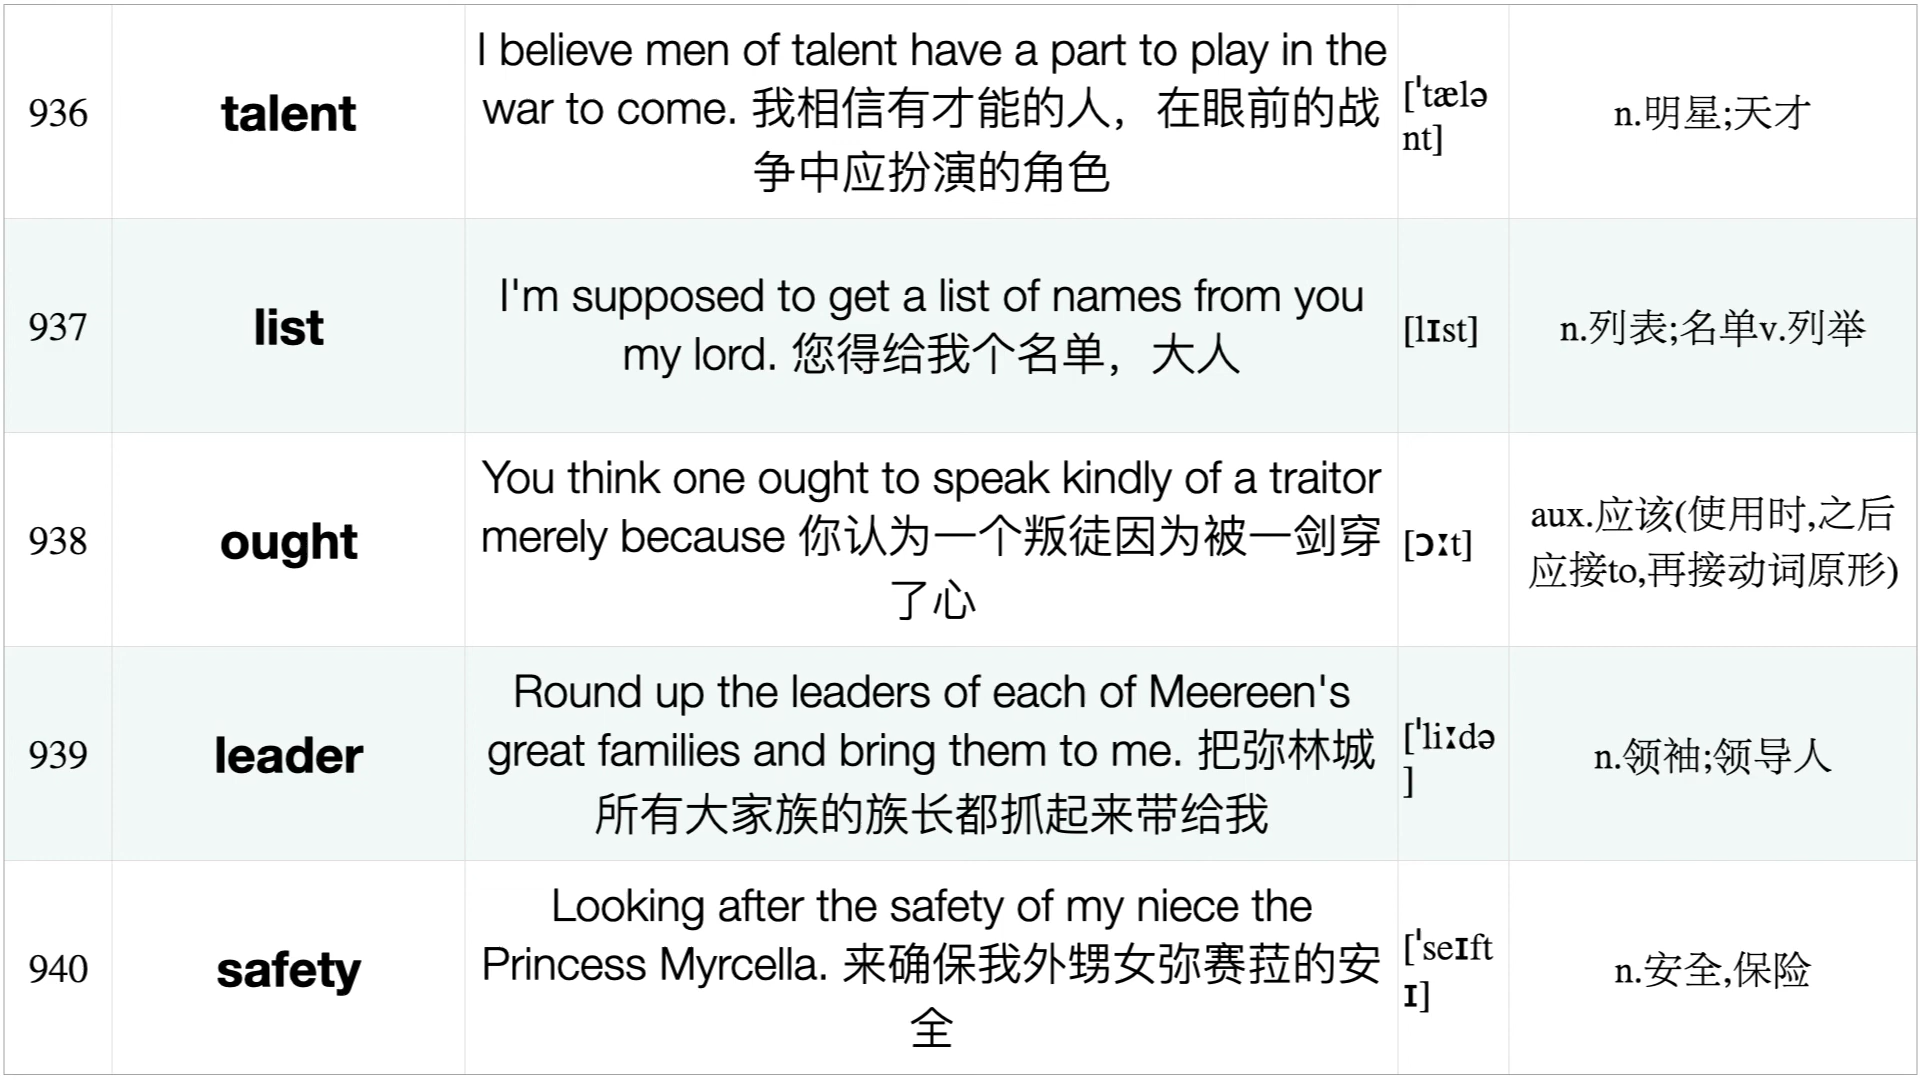 936
talent
I believe men of talent have a part to play in the
war to come. 我相信有才能的人，在眼前的战
争中应扮演的角色
[ˈtælə
nt]
n.明星;天才
937
list
I'm supposed to get a list of names from you
my lord. 您得给我个名单，大人
[lɪst]
n.列表;名单v.列举
938
ought
You think one ought to speak kindly of a traitor
merely because 你认为一个叛徒因为被一剑穿
了心
[ɔːt]
aux.应该(使用时,之后
应接to,再接动词原形)
939
leader
Round up the leaders of each of Meereen's
great families and bring them to me. 把弥林城
所有大家族的族长都抓起来带给我
[ˈliːdə
]
n.领袖;领导人
940
safety
Looking after the safety of my niece the
Princess Myrcella. 来确保我外甥女弥赛菈的安
全
[ˈseɪft
ɪ]
n.安全,保险